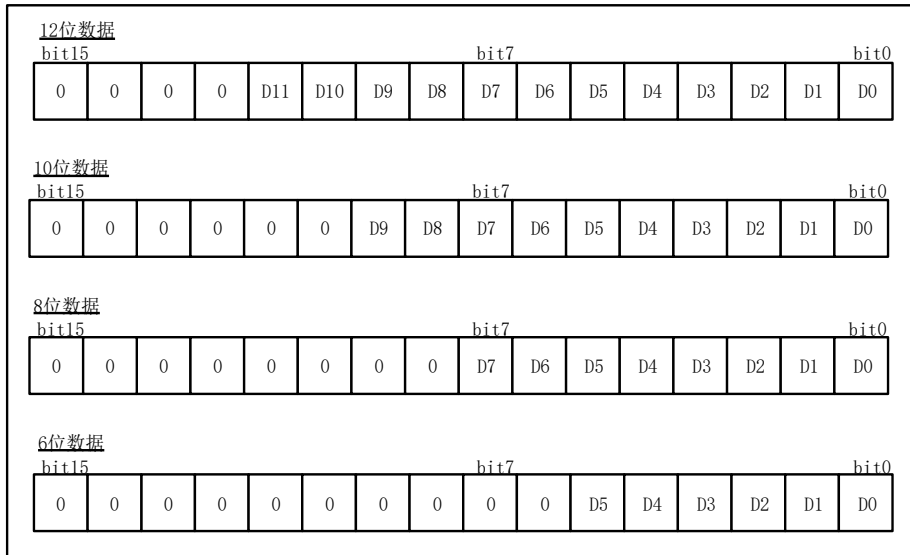 12位数据
bit15 bit7 bit0
0 0 0 0 D11 D10 D9 D8 D7 D6 D5 D4 D3 D2 D1 D0
10位数据
bit15 bit7 bit0
0 0 0 0 0 0 D9 D8 D7 D6 D5 D4 D3 D2 D1 D0
8位数据
bit15 bit7 bit0
0 0 0 0 0 0 0 0 D7 D6 D5 D4 D3 D2 D1 D0
6位数据
bit15 bit7 bit0
0 0 0 0 0 0 0 0 0 0 D5 D4 D3 D2 D1 D0